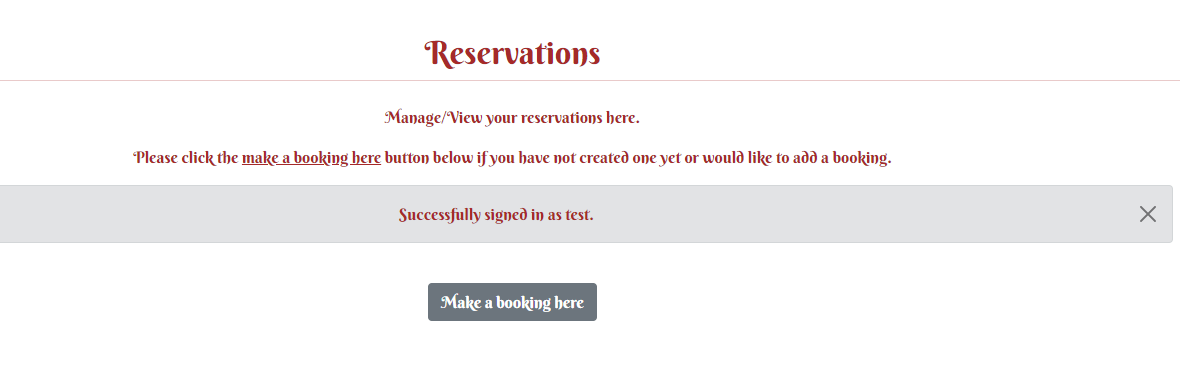 Reservations
Manage/View your reservations here.
Please click the make a booking here button below if you have not created one yet or would like to add a booking.
Successfully signed in as test.
Make a booking here